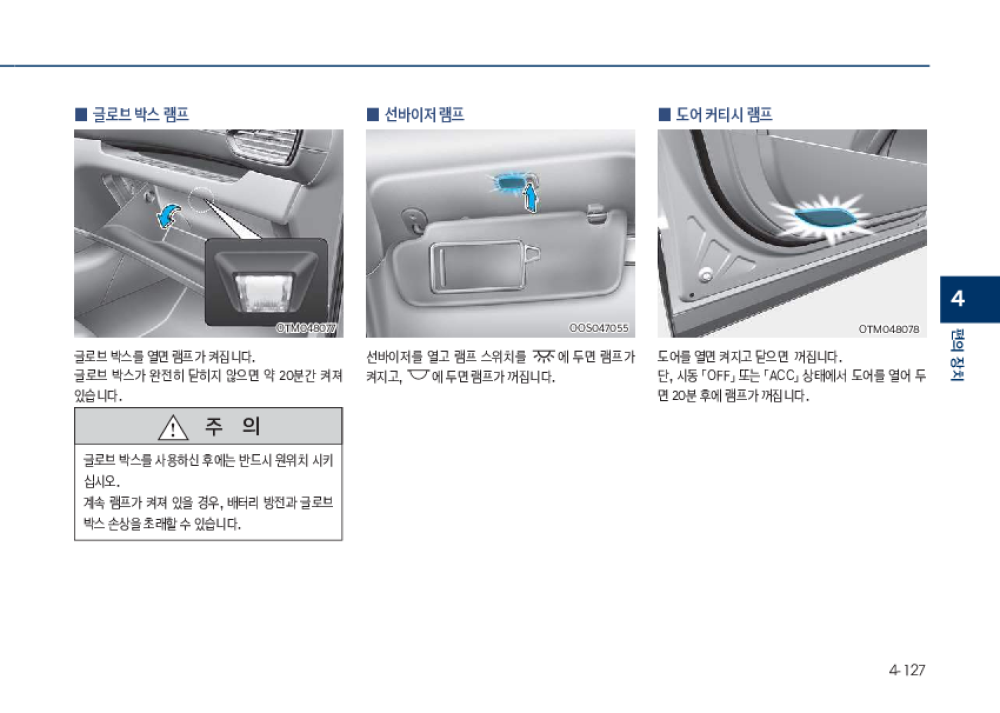 ■ 글로브 박스 램프
OTM048077
글로브 박스를 열면 램프가 켜집니다.
글로브 박스가 완전히 닫히지 않으면 약 20분간 켜져
있습니다.
주 의
글로브 박스를 사용하신 후에는 반드시 원위치 시키
십시오.
계속 램프가 켜져 있을 경우, 배터리 방전과 글로브
박스 손상을 초래할 수 있습니다.
■ 선바이저 램프
OOS047055
선바이저를 열고 램프 스위치를 에 두면 램프가
켜지고, 에 두면 램프가 꺼집니다.
■ 도어 커티시 램프
OTM048078
도어를 열면 켜지고 닫으면 꺼집니다.
단, 시동 「OFF」 또는 「ACC」 상태에서 도어를 열어 두
면 20분 후에 램프가 꺼집니다.
4
편의 장치
4-127